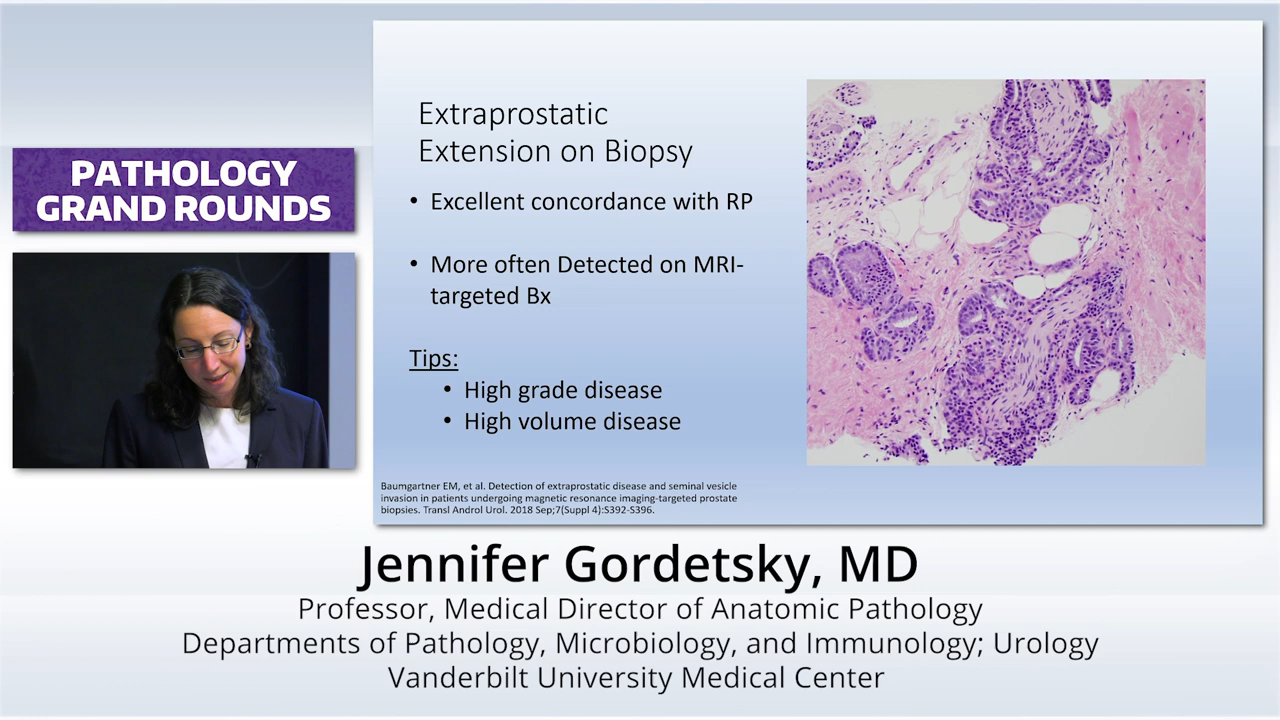 PATHOLOGY
GRAND ROUNDS
Extraprostatic
Extension on Biopsy
• Excellent concordance with RP
• More often Detected on MRI-
targeted Bx
Tips:
• High grade disease
• High volume disease
Baumgartner EM, et al. Detection of extraprostatic disease and seminal vesicle
invasion in patients undergoing magnetic resonance imaging-targeted prostate
biopsies. Transl Androl Urol. 2018 Sep;7(Suppl 4):S392-S396.
Jennifer Gordetsky, MD
Professor, Medical Director of Anatomic Pathology
Departments of Pathology, Microbiology, and Immunology; Urology
Vanderbilt University Medical Center